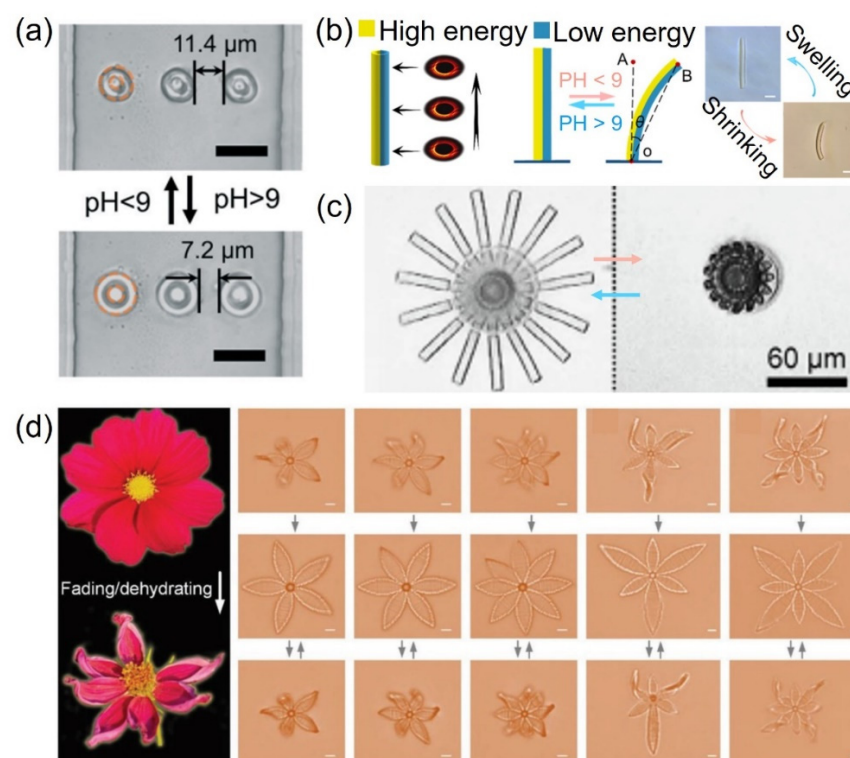 (a)
11.4 µm
pH<9
pH>9
7.2 µm
(b)
High energy
Low energy
PH < 9
PH > 9
A
B
θ
o
Swelling
Shrinking
(c)
60 µm
(d)
Fading/dehydrating